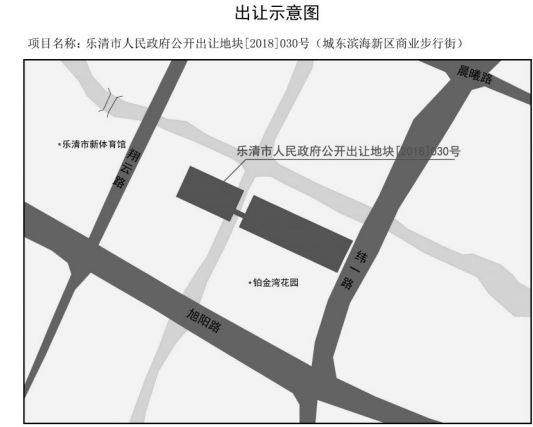 出让示意图
项目名称：乐清市人民政府公开出让地块[2018]030号（城东滨海新区商业步行街）
晨曦路
乐清市新体育馆
翔云路
乐清市人民政府公开出让地块[2018]030号
纬一路
铂金湾花园
旭阳路